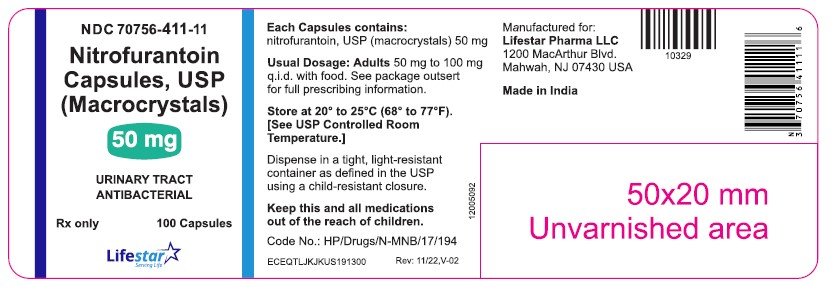 NDC 70756-411-11
Nitrofurantoin
Capsules, USP
(Macrocrystals)
50 mg
URINARY TRACT
ANTIBACTERIAL
Rx only 100 Capsules
Lifestar
Serving Life
Each Capsules contains:
nitrofurantoin, USP (macrocrystals) 50 mg
Usual Dosage: Adults 50 mg to 100 mg
q.i.d. with food. See package outsert
for full prescribing information.
Store at 20° to 25°C (68° to 77°F).
[See USP Controlled Room
Temperature.]
Dispense in a tight, light-resistant
container as defined in the USP
using a child-resistant closure.
Keep this and all medications
out of the reach of children.
Code No.: HP/Drugs/N-MNB/17/194
ECEQTLJKJKUS191300 Rev: 11/22,V-02
12005092
Manufactured for:
Lifestar Pharma LLC
1200 MacArthur Blvd.
Mahwah, NJ 07430 USA
Made in India
10329
N 3 70756 41111 6
50x20 mm
Unvarnished area